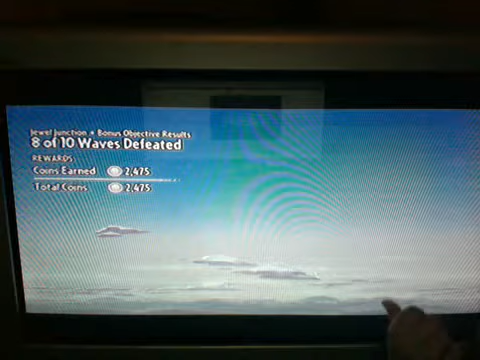 Jewel Junction + Bonus Objective Results
8 of 10 Waves Defeated
REWARDS
Coins Earned 2,475
Total Coins 2,475